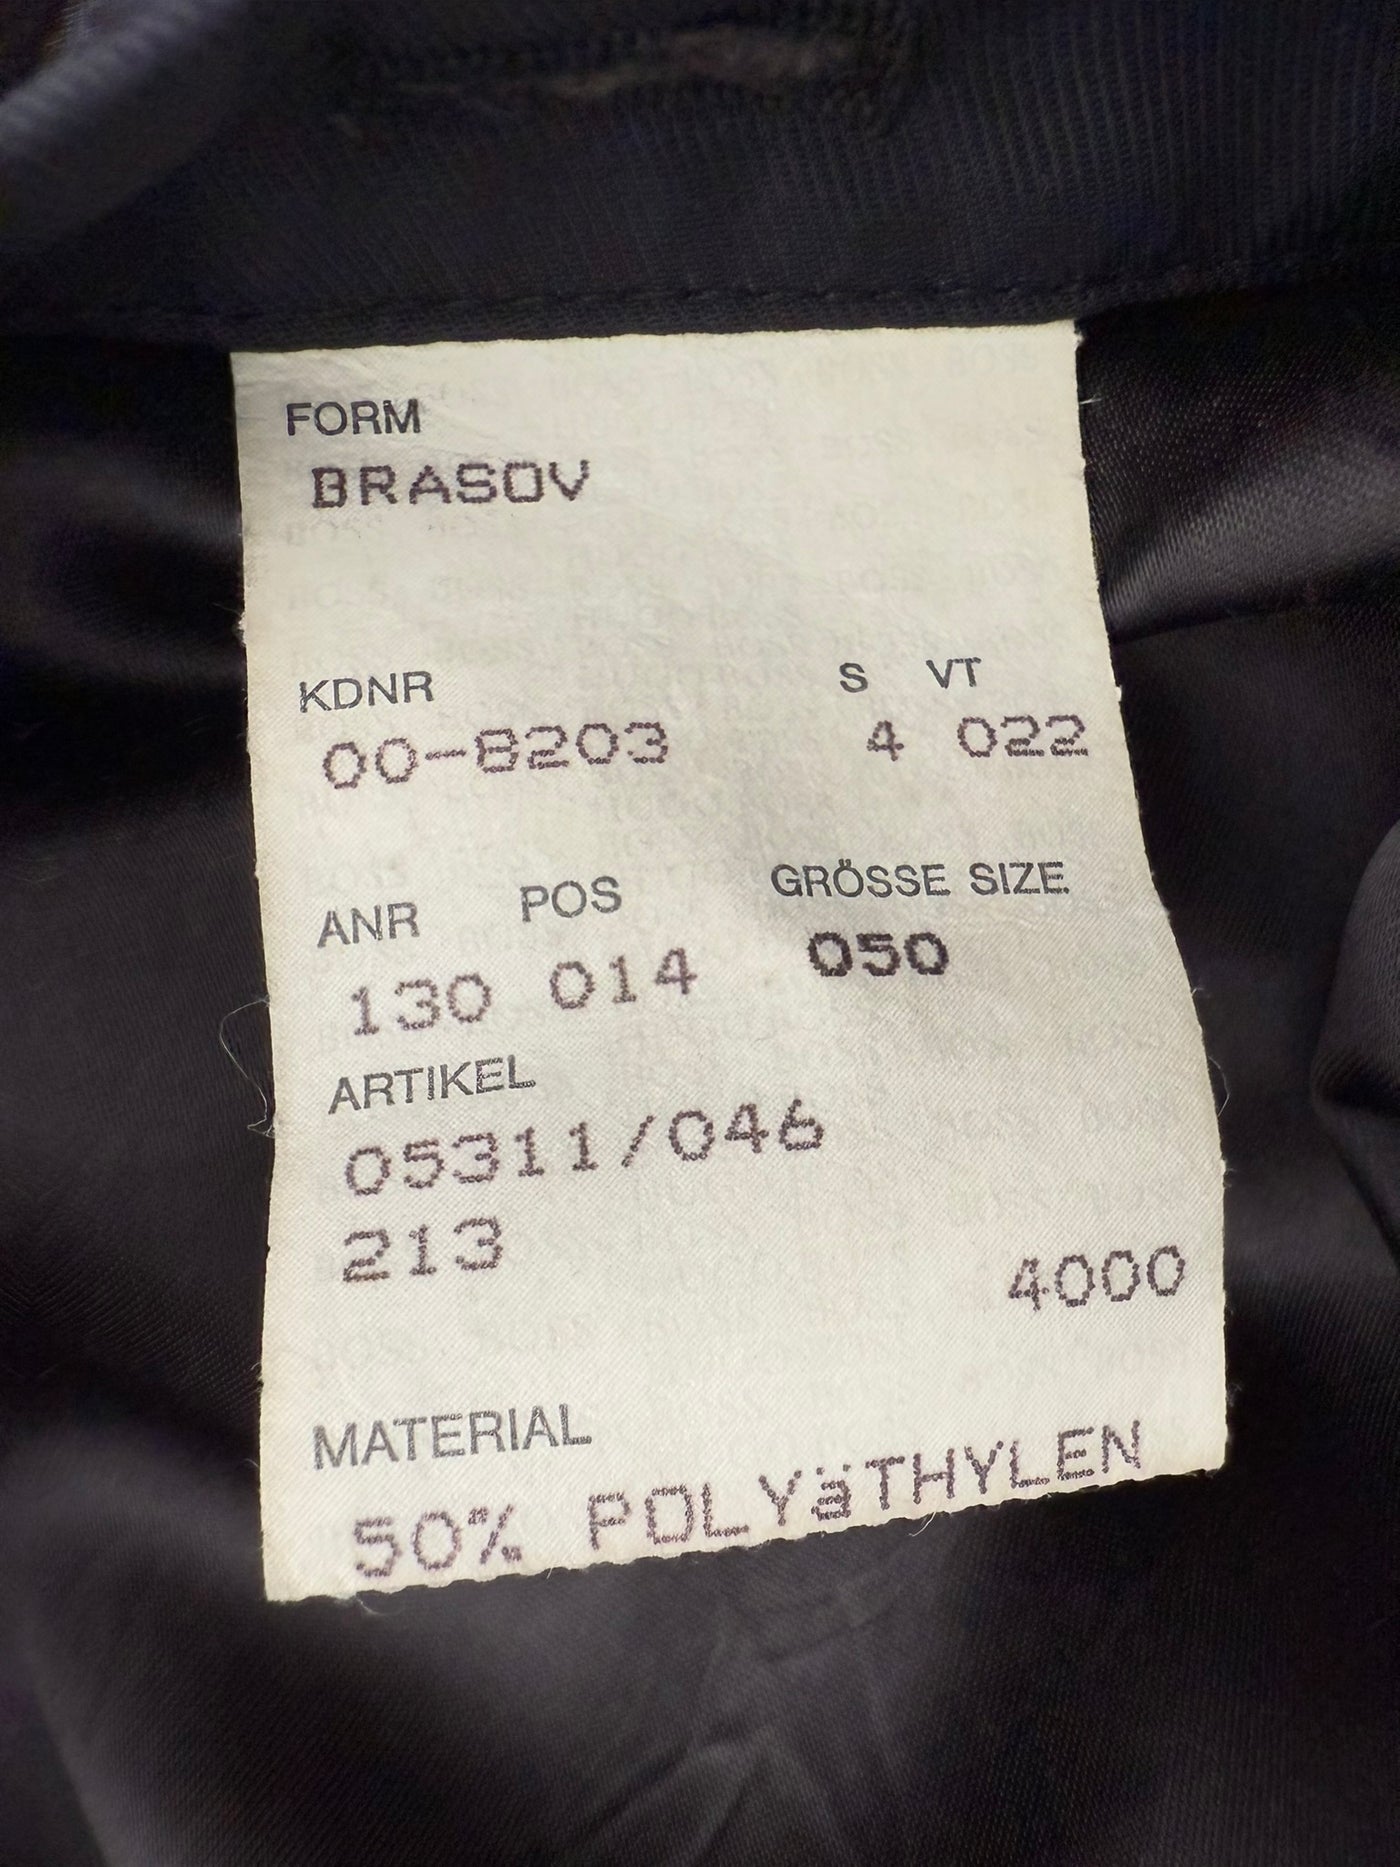 FORM
BRASOV
KDNR S VT
00-8203 4 022
ANR POS GRÖSSE SIZE
130 014 050
ARTIKEL
05311/046
213
4000
MATERIAL
50% POLYäTHYLEN